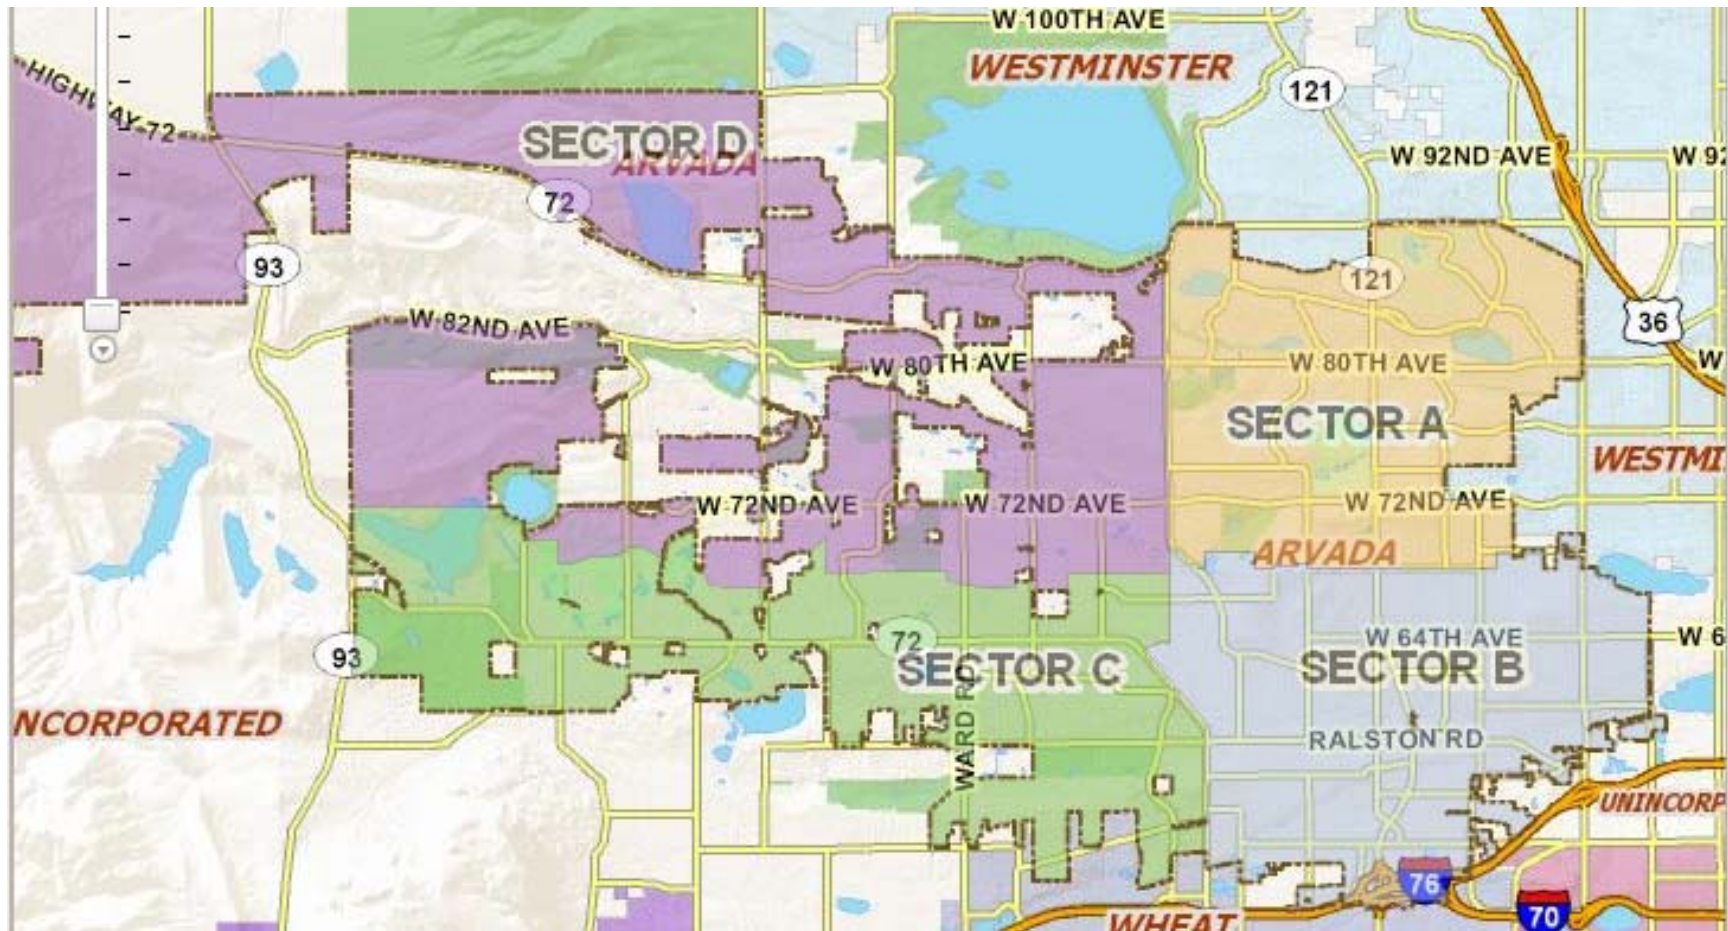 W 100TH AVE
WESTMINSTER
HIGHWAY 72
121
SECTOR D
ARVADA
W 92ND AVE
W 92
72
93
121
36
W 82ND AVE
W 80TH AVE
W 80TH AVE
W
SECTOR A
WESTMI
W 72ND AVE
W 72ND AVE
W 72ND AVE
ARVADA
93
72
W 64TH AVE
W 6
SECTOR C
SECTOR B
NCORPORATED
WARD RD
RALSTON RD
UNINCORP
76
70
WHEAT